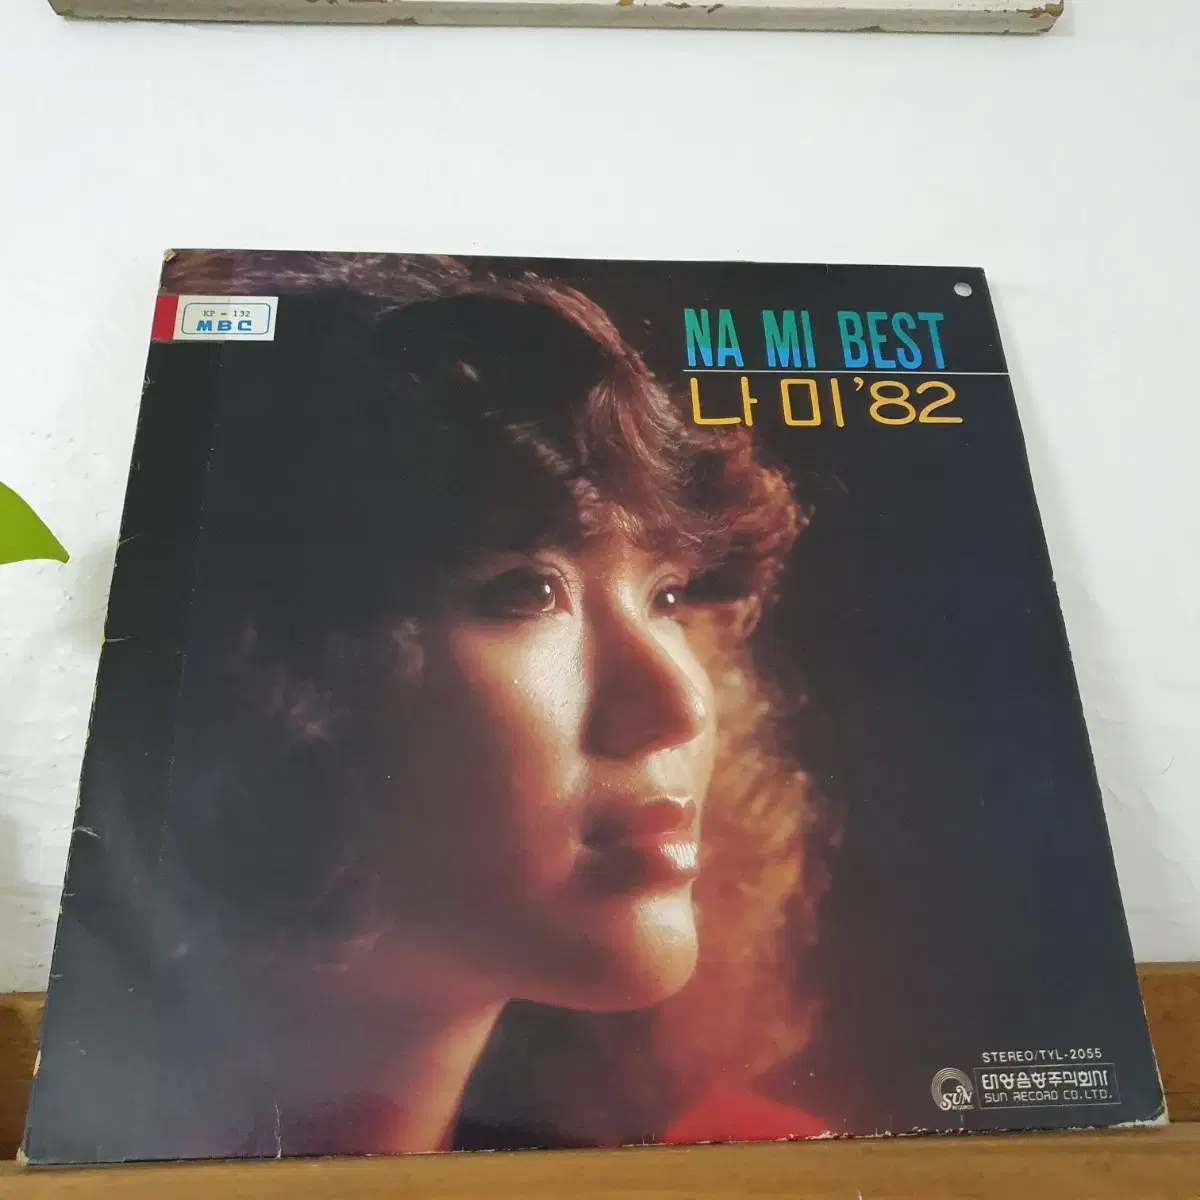 KP - 132
MBC
NA MI BEST
나미'82
STEREO/TYL-2055
SUN
RECORDS
태양음향주식회사
SUN RECORD CO.LTD.